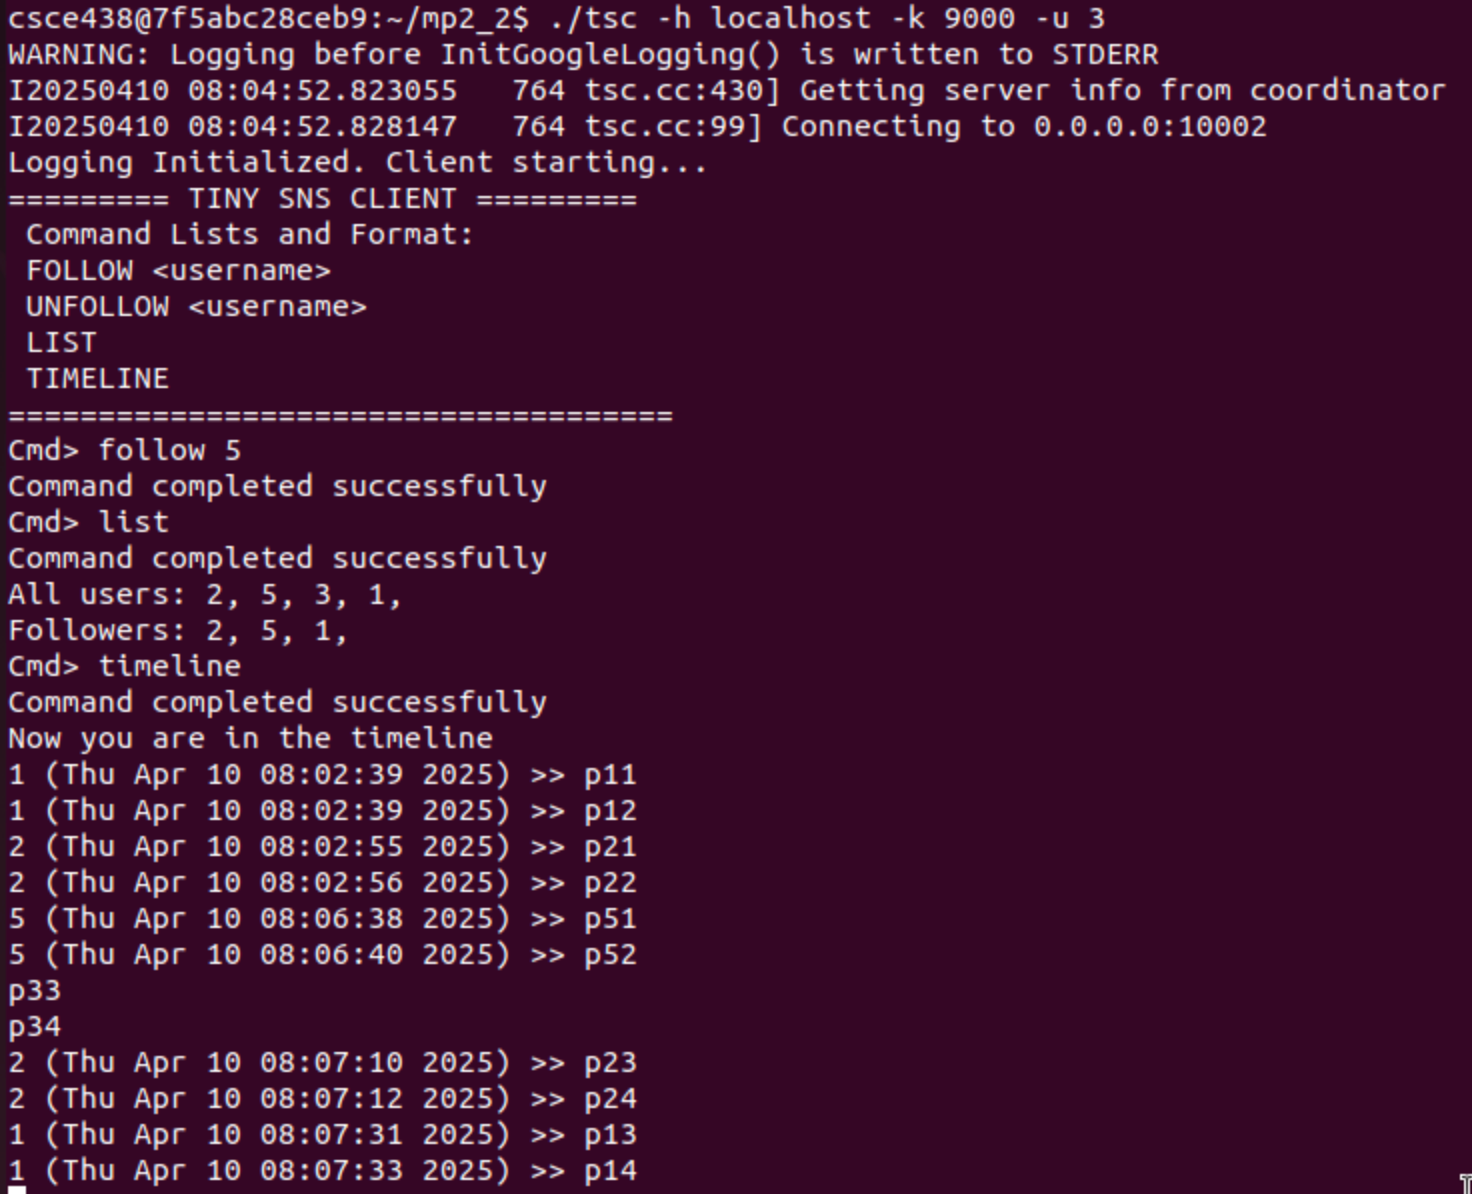 csce438@7f5abc28ceb9:~/mp2_2$ ./tsc -h localhost -k 9000 -u 3
WARNING: Logging before InitGoogleLogging() is written to STDERR
I20250410 08:04:52.823055   764 tsc.cc:430] Getting server info from coordinator
I20250410 08:04:52.828147   764 tsc.cc:99] Connecting to 0.0.0.0:10002
Logging Initialized. Client starting...
========= TINY SNS CLIENT =========
 Command Lists and Format:
 FOLLOW <username>
 UNFOLLOW <username>
 LIST
 TIMELINE
=====================================
Cmd> follow 5
Command completed successfully
Cmd> list
Command completed successfully
All users: 2, 5, 3, 1,
Followers: 2, 5, 1,
Cmd> timeline
Command completed successfully
Now you are in the timeline
1 (Thu Apr 10 08:02:39 2025) >> p11
1 (Thu Apr 10 08:02:39 2025) >> p12
2 (Thu Apr 10 08:02:55 2025) >> p21
2 (Thu Apr 10 08:02:56 2025) >> p22
5 (Thu Apr 10 08:06:38 2025) >> p51
5 (Thu Apr 10 08:06:40 2025) >> p52
p33
p34
2 (Thu Apr 10 08:07:10 2025) >> p23
2 (Thu Apr 10 08:07:12 2025) >> p24
1 (Thu Apr 10 08:07:31 2025) >> p13
1 (Thu Apr 10 08:07:33 2025) >> p14